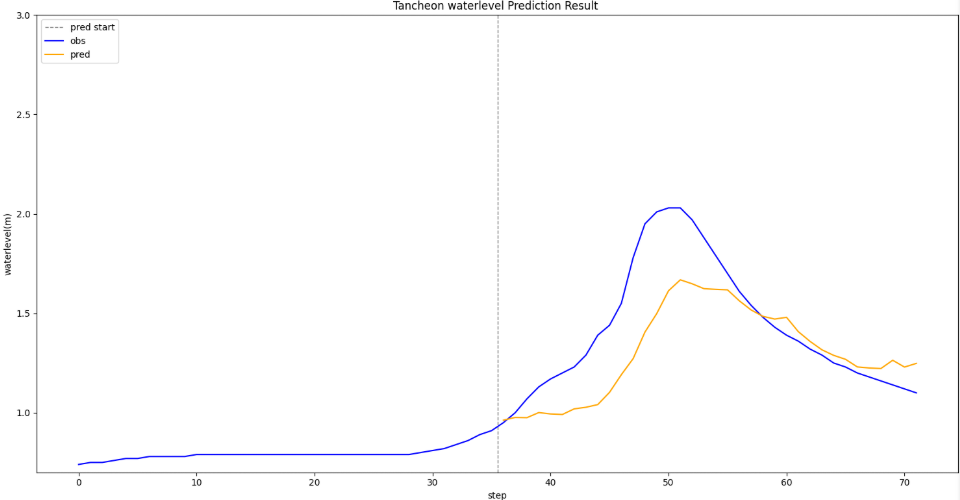 Tancheon waterlevel Prediction Result
pred start
obs
pred
waterlevel(m)
3.0
2.5
2.0
1.5
1.0
0
10
20
30
40
50
60
70
step